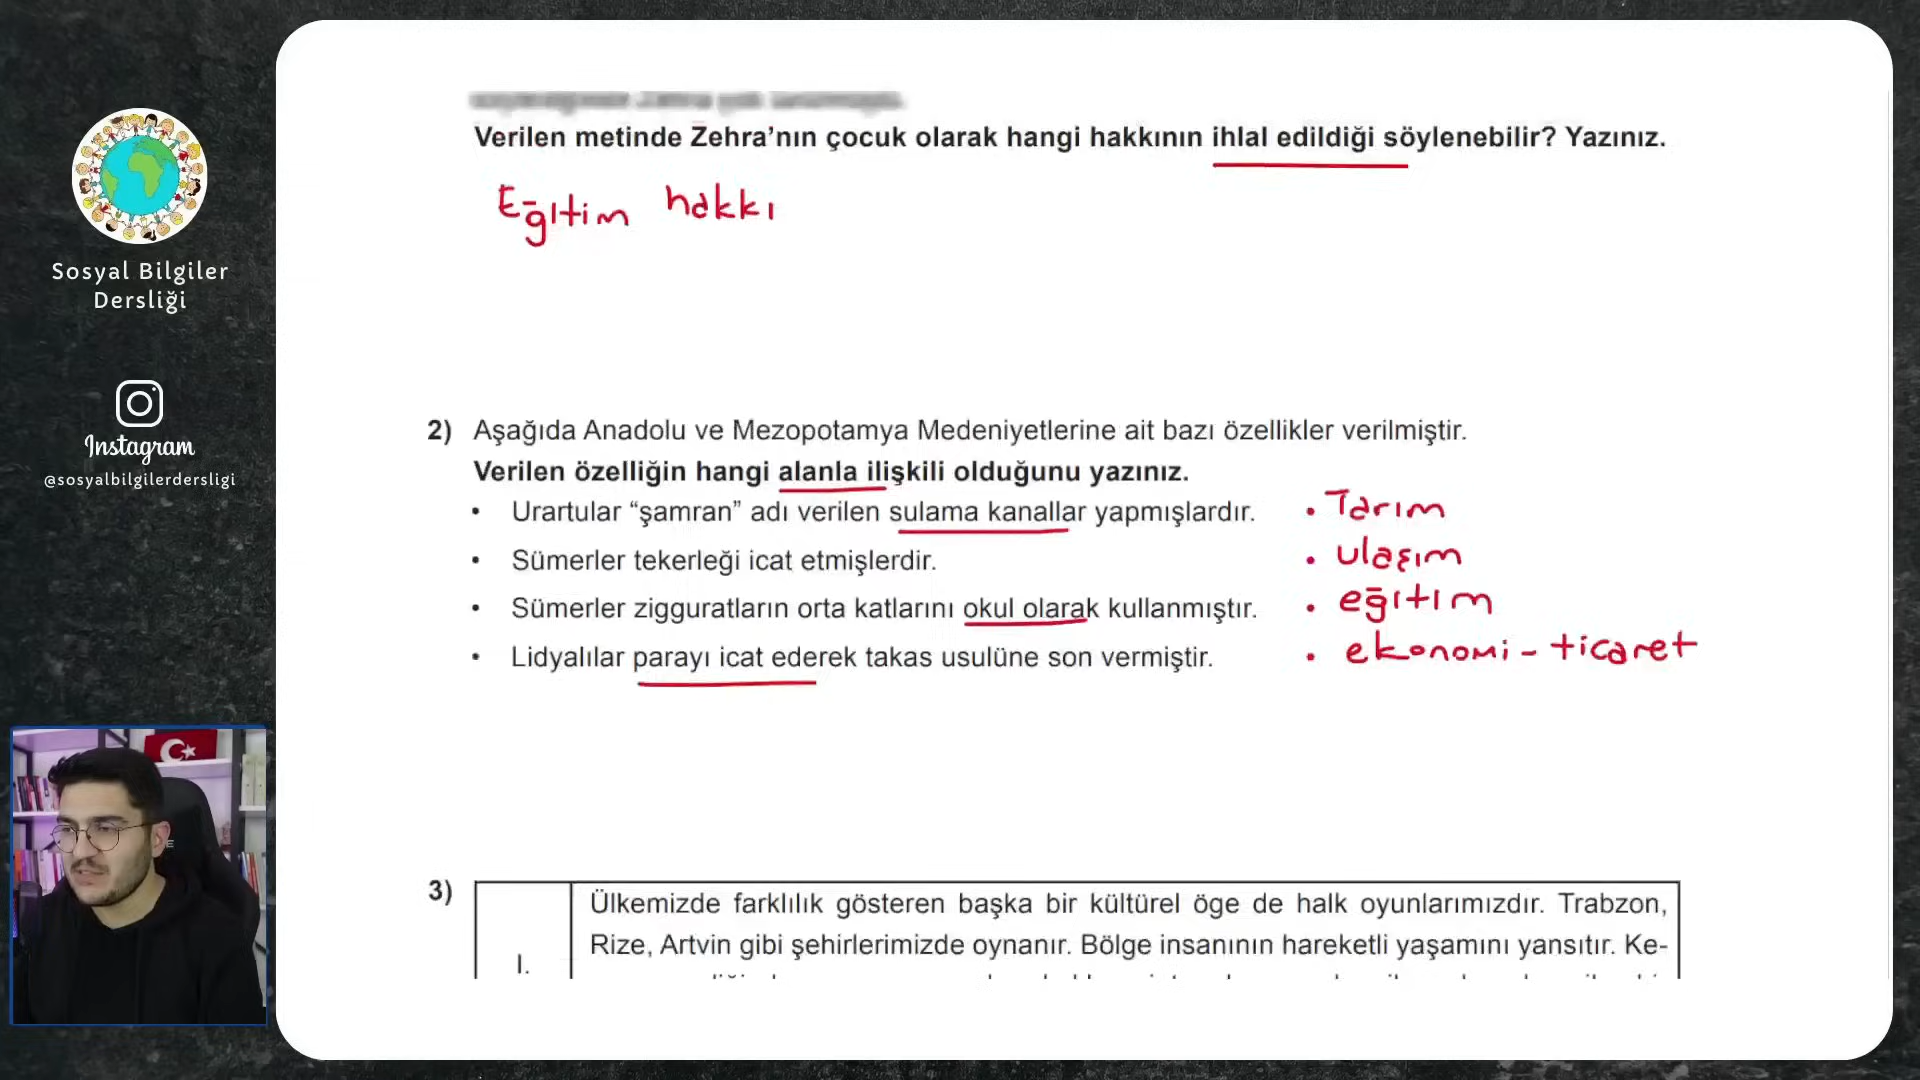 Sosyal Bilgiler
Dersliği
Instagram
@sosyalbilgilerdersligi
Verilen metinde Zehra’nın çocuk olarak hangi hakkının ihlal edildiği söylenebilir? Yazınız.
Eğitim hakkı
2) Aşağıda Anadolu ve Mezopotamya Medeniyetlerine ait bazı özellikler verilmiştir.
Verilen özelliğin hangi alanla ilişkili olduğunu yazınız.
• Urartular “şamran” adı verilen sulama kanallar yapmışlardır. • Tarım
• Sümerler tekerleği icat etmişlerdir. • ulaşım
• Sümerler zigguratların orta katlarını okul olarak kullanmıştır. • eğitim
• Lidyalılar parayı icat ederek takas usulüne son vermiştir. • ekonomi - ticaret
3) Ülkemizde farklılık gösteren başka bir kültürel öge de halk oyunlarımızdır. Trabzon,
I. Rize, Artvin gibi şehirlerimizde oynanır. Bölge insanının hareketli yaşamını yansıtır. Ke-